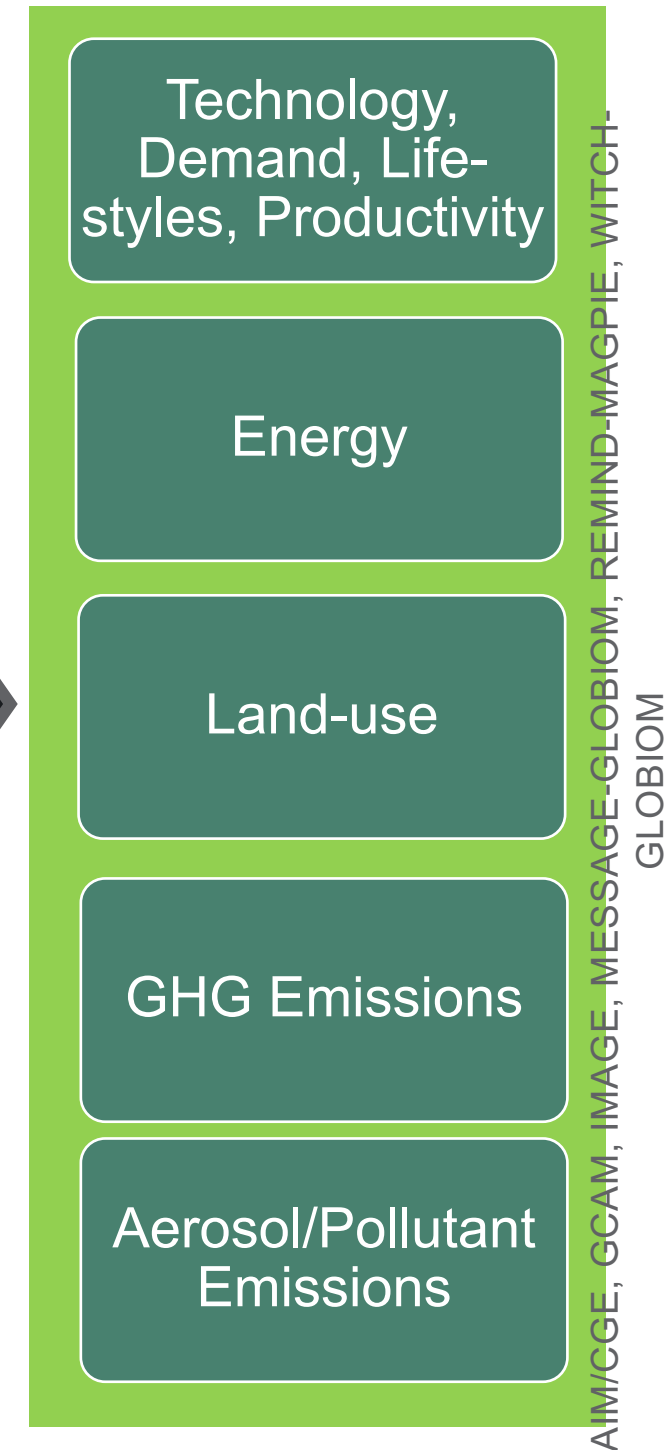 Technology,
Demand, Life-
styles, Productivity
Energy
Land-use
GHG Emissions
Aerosol/Pollutant
Emissions
AIM/CGE, GCAM, IMAGE, MESSAGE-GLOBIOM, REMIND-MAGPIE, WITCH-
GLOBIOM